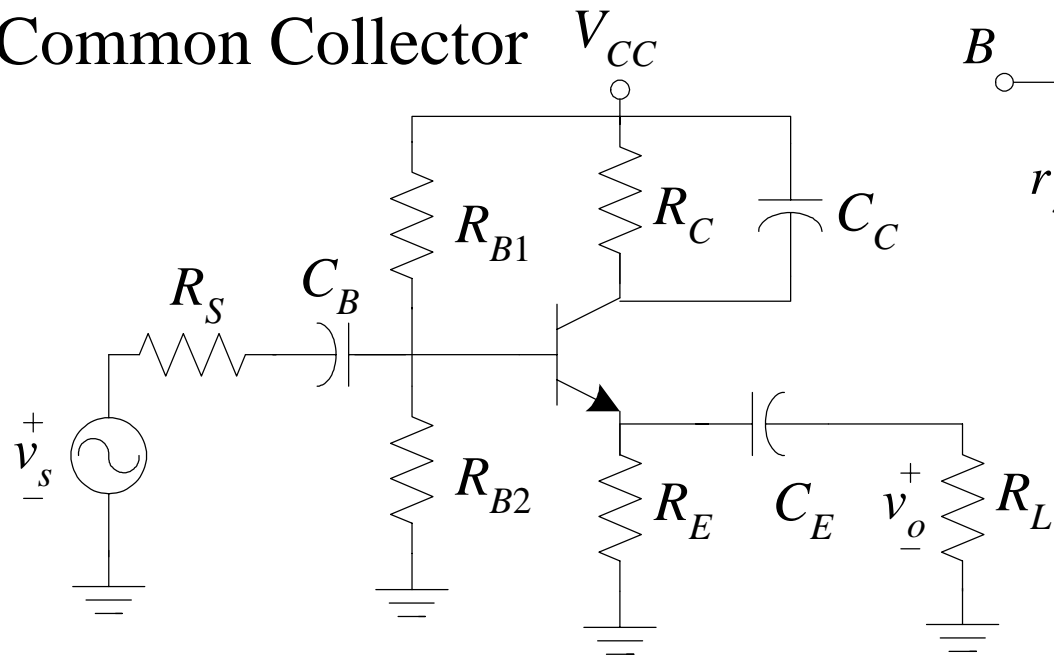 Common Collector
V_CC
B
r
R_B1
R_C
C_C
R_S
C_B
+
v_s
−
R_B2
R_E
C_E
+
v_o
−
R_L